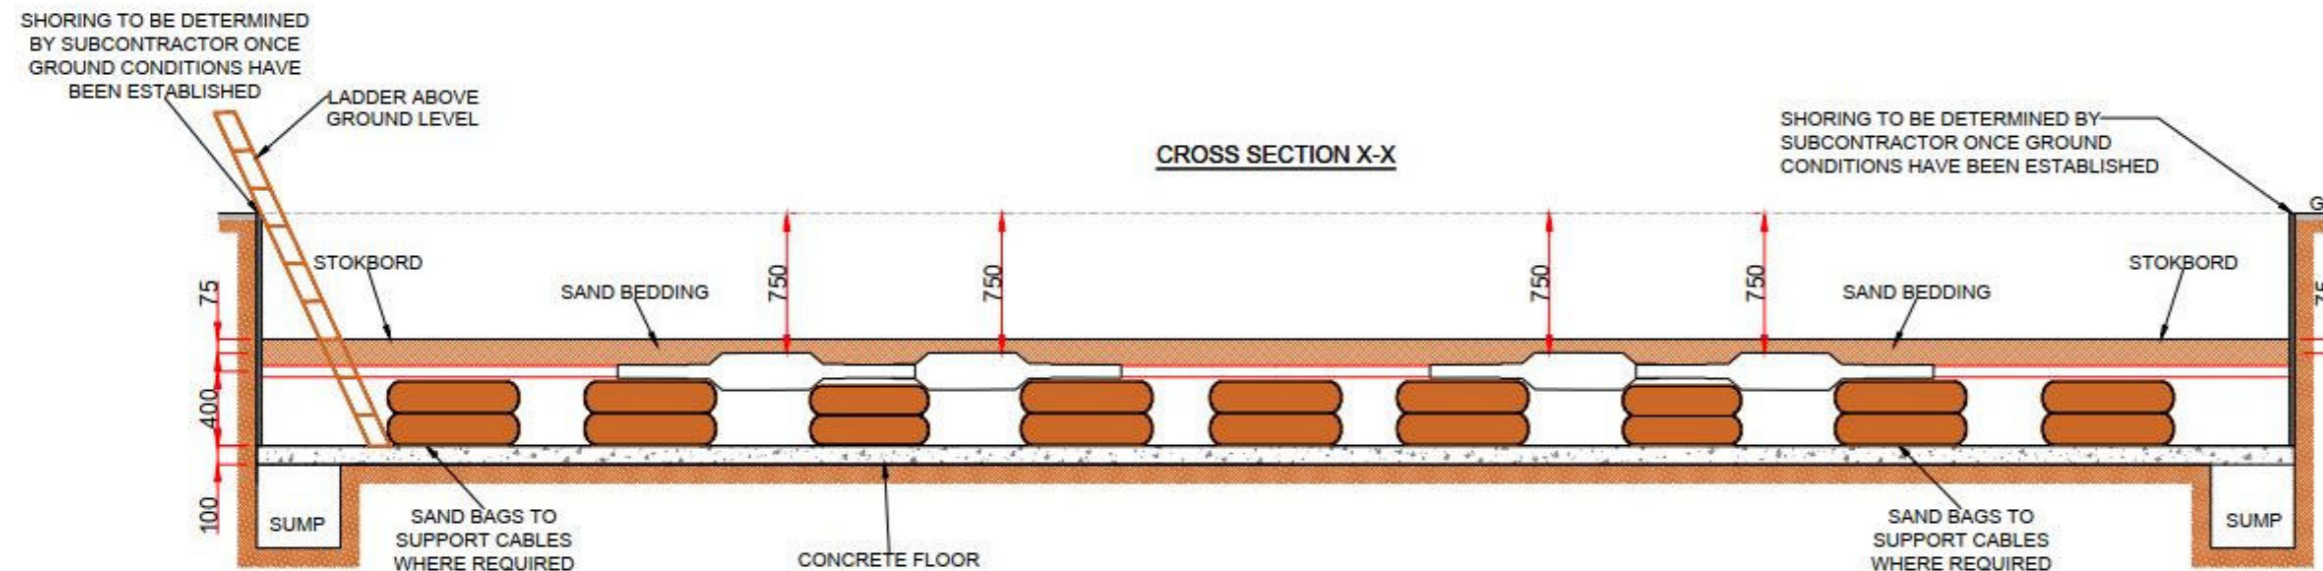 SHORING TO BE DETERMINED
BY SUBCONTRACTOR ONCE
GROUND CONDITIONS HAVE
BEEN ESTABLISHED
LADDER ABOVE
GROUND LEVEL
CROSS SECTION X-X
SHORING TO BE DETERMINED BY
SUBCONTRACTOR ONCE GROUND
CONDITIONS HAVE BEEN ESTABLISHED
G
STOKBORD
SAND BEDDING
750
750
750
750
SAND BEDDING
STOKBORD
75
75
400
100
SUMP
SAND BAGS TO
SUPPORT CABLES
WHERE REQUIRED
CONCRETE FLOOR
SAND BAGS TO
SUPPORT CABLES
WHERE REQUIRED
SUMP